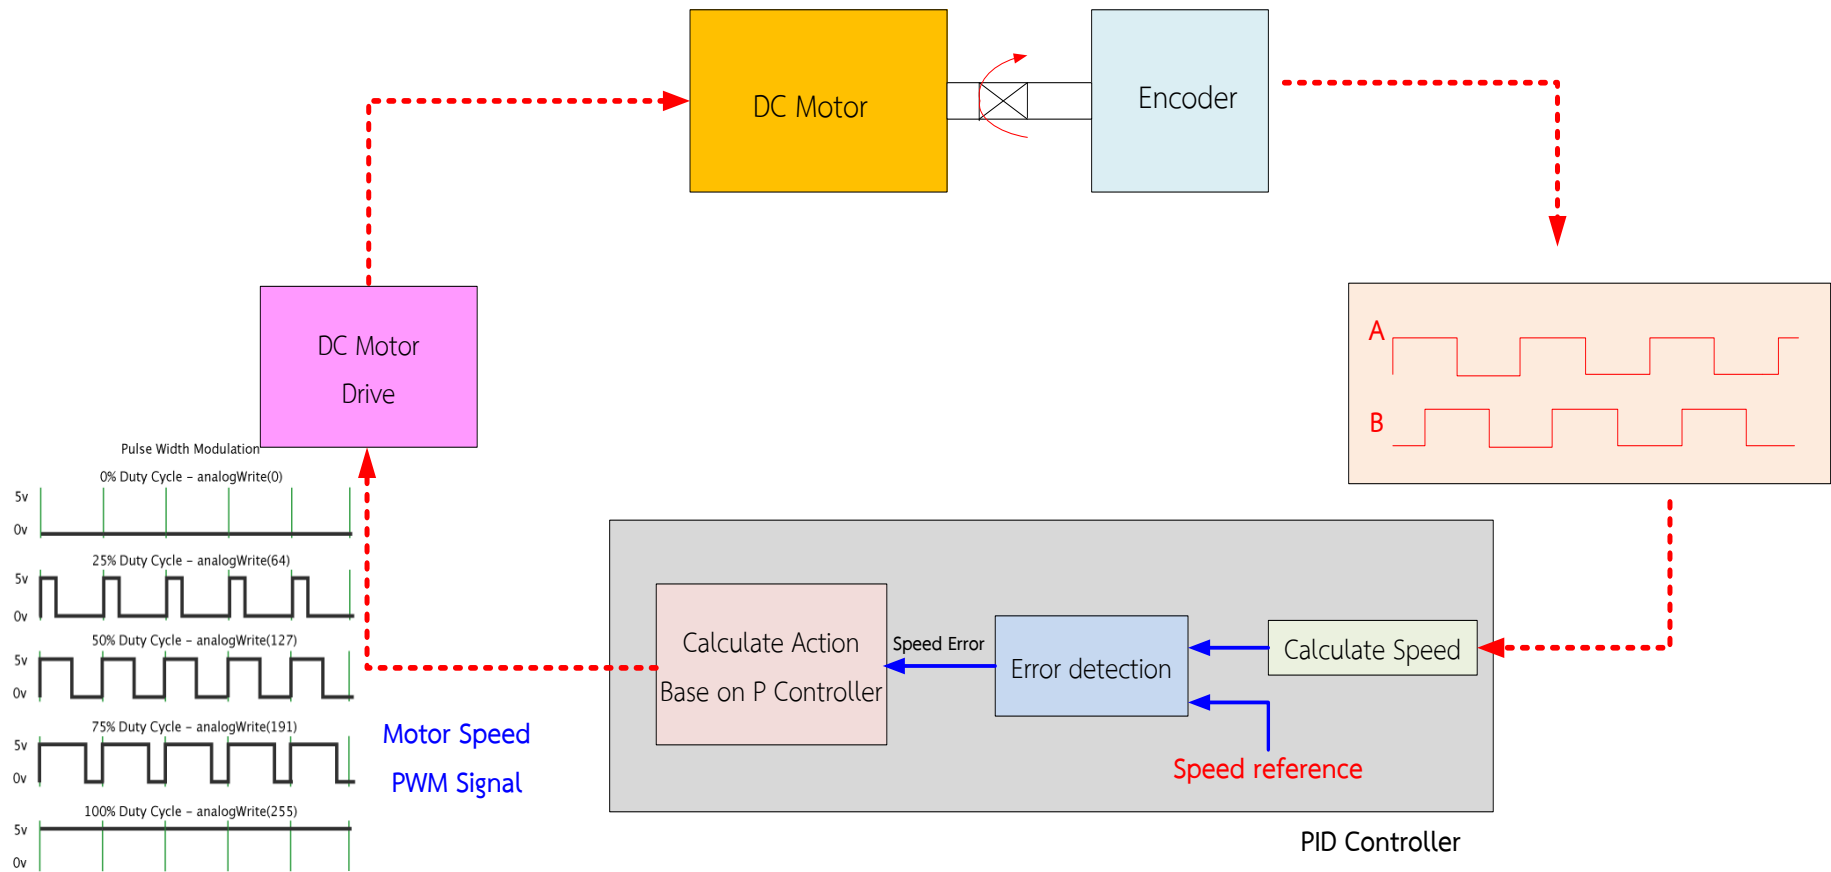 DC Motor
Encoder
DC Motor
Drive
A
B
Pulse Width Modulation
0% Duty Cycle - analogWrite(0)
5v
0v
25% Duty Cycle - analogWrite(64)
5v
0v
50% Duty Cycle - analogWrite(127)
5v
0v
75% Duty Cycle - analogWrite(191)
5v
0v
100% Duty Cycle - analogWrite(255)
5v
0v
Motor Speed
PWM Signal
Calculate Action
Base on P Controller
Speed Error
Error detection
Calculate Speed
Speed reference
PID Controller